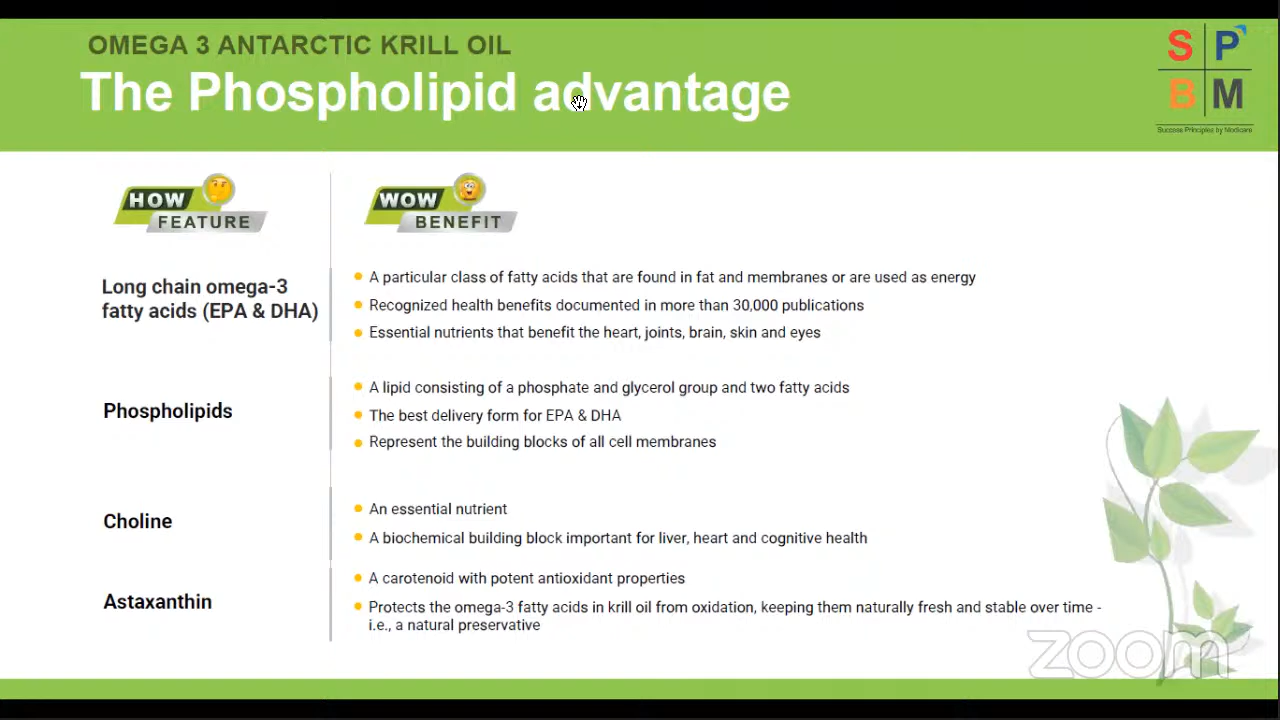 OMEGA 3 ANTARCTIC KRILL OIL
The Phospholipid advantage
S P
B M
Success Principles by Modicare
HOW
FEATURE
WOW
BENEFIT
Long chain omega-3
fatty acids (EPA & DHA)
A particular class of fatty acids that are found in fat and membranes or are used as energy
Recognized health benefits documented in more than 30,000 publications
Essential nutrients that benefit the heart, joints, brain, skin and eyes
Phospholipids
A lipid consisting of a phosphate and glycerol group and two fatty acids
The best delivery form for EPA & DHA
Represent the building blocks of all cell membranes
Choline
An essential nutrient
A biochemical building block important for liver, heart and cognitive health
Astaxanthin
A carotenoid with potent antioxidant properties
Protects the omega-3 fatty acids in krill oil from oxidation, keeping them naturally fresh and stable over time -
i.e., a natural preservative
zoom